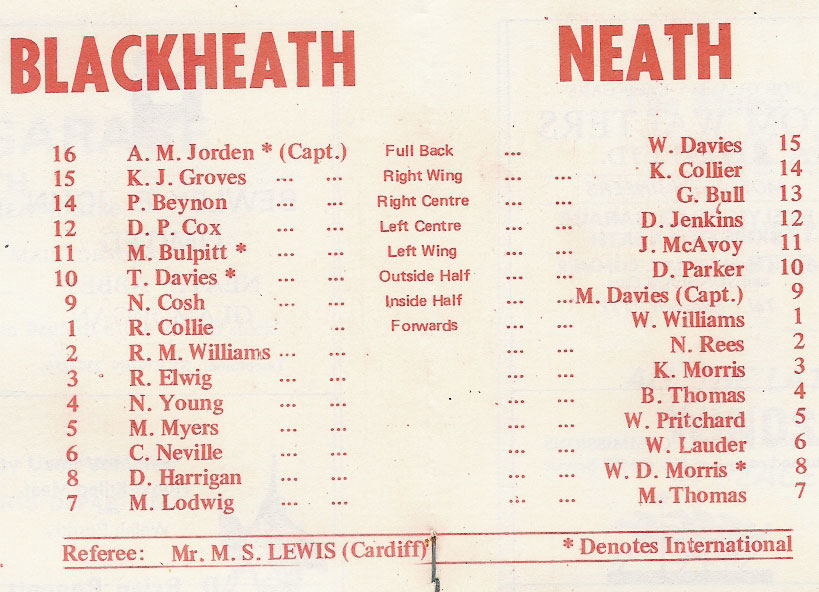 BLACKHEATH NEATH
16 A. M. Jorden * (Capt.) Full Back ... W. Davies 15
15 K. J. Groves ... ... Right Wing ... ... K. Collier 14
14 P. Beynon ... ... Right Centre ... ... G. Bull 13
12 D. P. Cox ... ... Left Centre ... ... D. Jenkins 12
11 M. Bulpitt * ... ... Left Wing ... ... J. McAvoy 11
10 T. Davies * ... ... Outside Half ... ... D. Parker 10
9 N. Cosh ... ... Inside Half ... ...M. Davies (Capt.) 9
1 R. Collie .. Forwards ... ... W. Williams 1
2 R. M. Williams ... ... ... ... N. Rees 2
3 R. Elwig ... ... ... ... K. Morris 3
4 N. Young ... ... ... ... B. Thomas 4
5 M. Myers ... ... ... ... W. Pritchard 5
6 C. Neville ... ... ... ... W. Lauder 6
8 D. Harrigan ... ... ... ... W. D. Morris * 8
7 M. Lodwig ... ... ... ... M. Thomas 7
Referee: Mr. M. S. LEWIS (Cardiff) * Denotes International